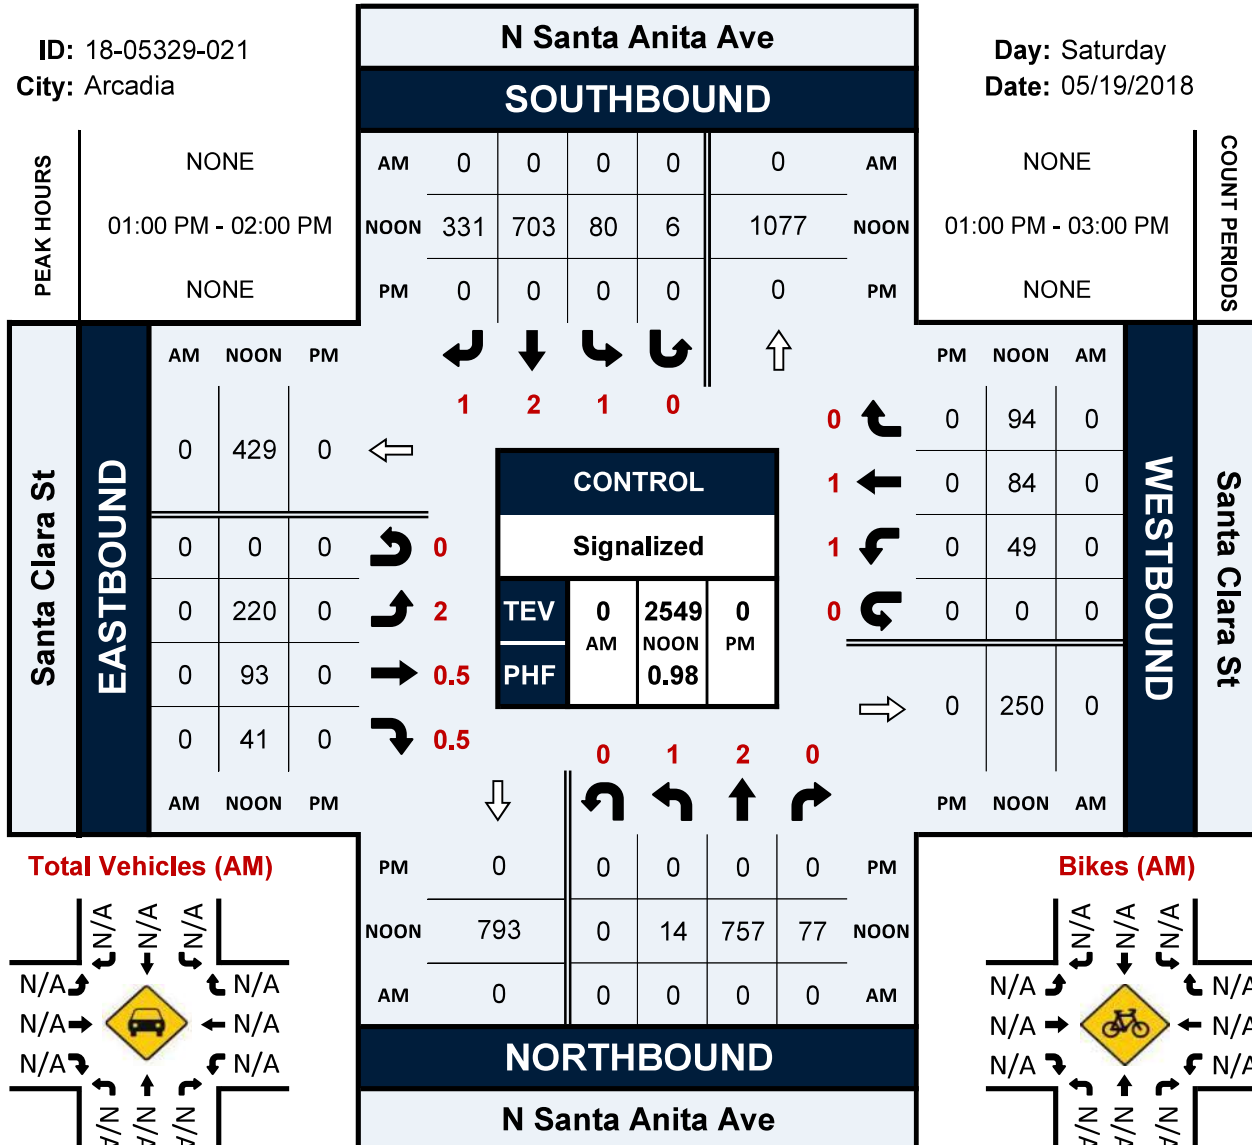 N Santa Anita Ave
ID: 18-05329-021
City: Arcadia
Day: Saturday
Date: 05/19/2018
SOUTHBOUND
PEAK HOURS
NONE
01:00 PM - 02:00 PM
NONE
AM 0 0 0 0 0 AM
NOON 331 703 80 6 1077 NOON
PM 0 0 0 0 0 PM
NONE
01:00 PM - 03:00 PM
NONE
COUNT PERIODS
1 2 1 0
Santa Clara St
EASTBOUND
AM NOON PM
0 429 0
0 0 0 0
0 220 0 2
0 93 0 0.5
0 41 0 0.5
AM NOON PM
CONTROL
Signalized
TEV 0 2549 0
AM NOON PM
PHF 0.98
PM NOON AM
0 0 94 0
1 0 84 0
1 0 49 0
0 0 0 0
0 250 0
PM NOON AM
WESTBOUND
Santa Clara St
0 1 2 0
PM 0 0 0 0 0 PM
NOON 793 0 14 757 77 NOON
AM 0 0 0 0 0 AM
NORTHBOUND
N Santa Anita Ave
Total Vehicles (AM)
N/A N/A N/A
N/A N/A
N/A N/A
N/A N/A
N/A N/A N/A
Bikes (AM)
N/A N/A N/A
N/A N/A
N/A N/A
N/A N/A
N/A N/A N/A